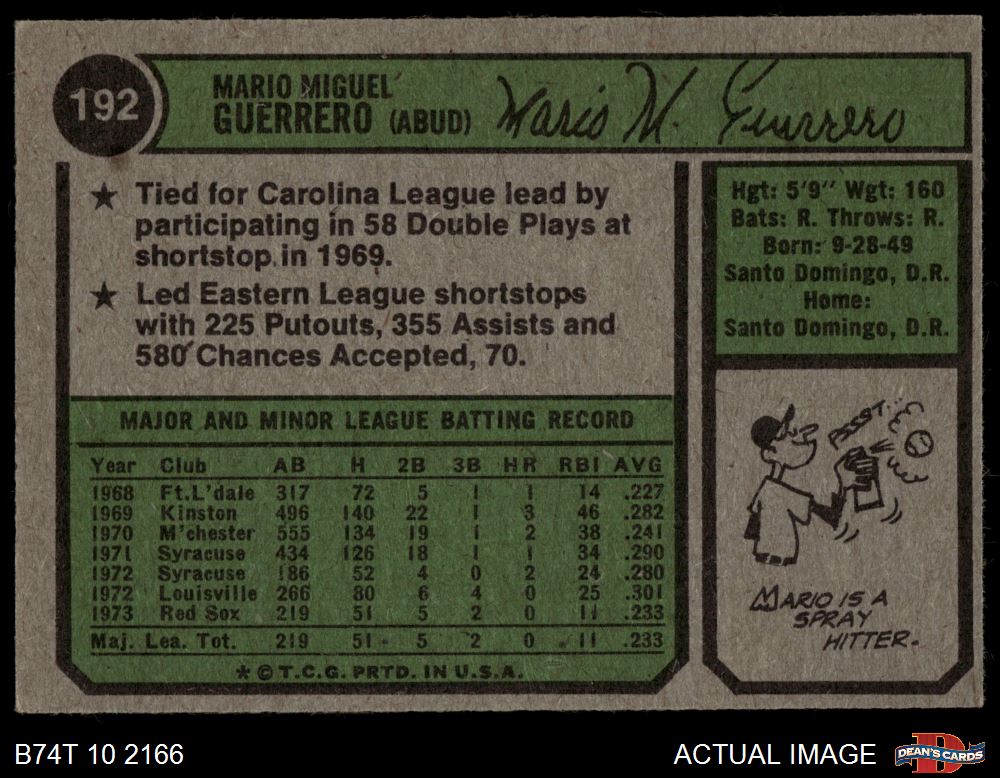 192
MARIO MIGUEL
GUERRERO (ABUD)
Mario M. Guerrero
★ Tied for Carolina League lead by
participating in 58 Double Plays at
shortstop in 1969.
★ Led Eastern League shortstops
with 225 Putouts, 355 Assists and
580 Chances Accepted, 70.
Hgt: 5'9" Wgt: 160
Bats: R. Throws: R.
Born: 9-28-49
Santo Domingo, D.R.
Home:
Santo Domingo, D.R.
MAJOR AND MINOR LEAGUE BATTING RECORD
Year Club AB H 2B 3B HR RBI AVG
1968 Ft.L'dale 317 72 5 1 1 14 .227
1969 Kinston 496 140 22 1 3 46 .282
1970 M'chester 555 134 19 1 2 38 .241
1971 Syracuse 434 126 18 1 1 34 .290
1972 Syracuse 186 52 4 0 2 24 .280
1972 Louisville 266 80 6 4 0 25 .301
1973 Red Sox 219 51 5 2 0 11 .233
Maj. Lea. Tot. 219 51 5 2 0 11 .233
* © T.C.G. PRTD. IN U.S.A.
PSST...
MARIO IS A
SPRAY
HITTER.
B74T 10 2166
ACTUAL IMAGE
DEAN'S CARDS